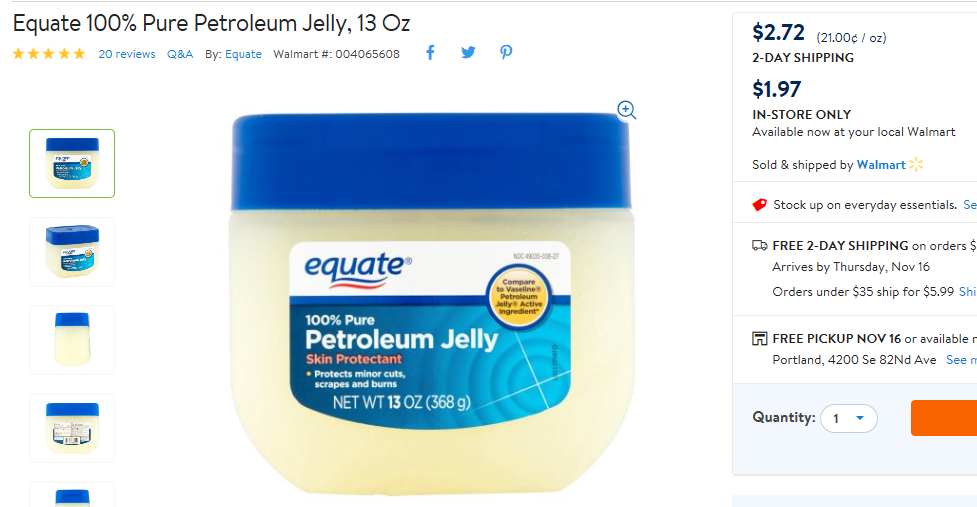 Equate 100% Pure Petroleum Jelly, 13 Oz
20 reviews Q&A By: Equate Walmart #: 004065608
equate®
NDC 49035-038-27
Compare
to Vaseline®
Petroleum
Jelly® Active
Ingredient*
100% Pure
Petroleum Jelly
Skin Protectant
• Protects minor cuts,
scrapes and burns
NET WT 13 OZ (368 g)
$2.72 (21.00¢ / oz)
2-DAY SHIPPING
$1.97
IN-STORE ONLY
Available now at your local Walmart
Sold & shipped by Walmart
Stock up on everyday essentials. Se
FREE 2-DAY SHIPPING on orders $
Arrives by Thursday, Nov 16
Orders under $35 ship for $5.99 Shi
FREE PICKUP NOV 16 or available
Portland, 4200 Se 82Nd Ave See
Quantity: 1